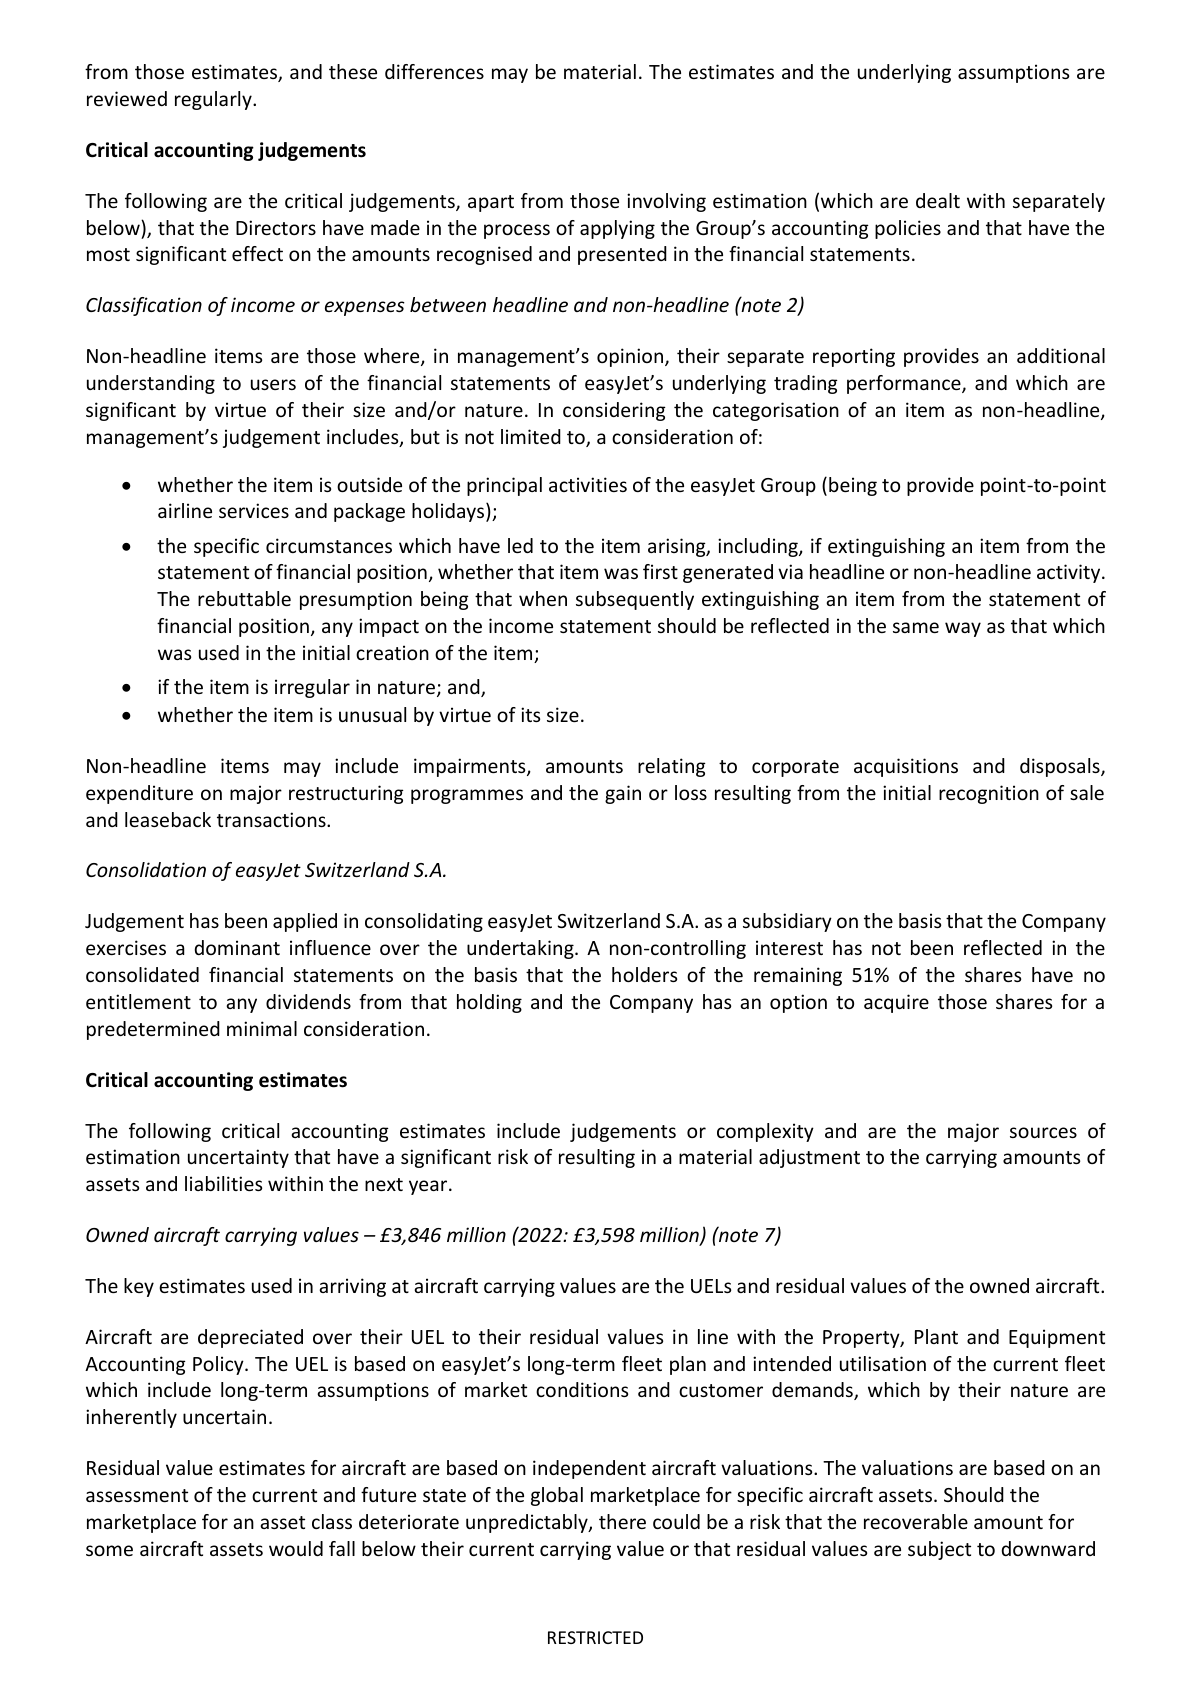 from those estimates, and these differences may be material. The estimates and the underlying assumptions are
reviewed regularly.
Critical accounting judgements
The following are the critical judgements, apart from those involving estimation (which are dealt with separately
below), that the Directors have made in the process of applying the Group’s accounting policies and that have the
most significant effect on the amounts recognised and presented in the financial statements.
Classification of income or expenses between headline and non-headline (note 2)
Non-headline items are those where, in management’s opinion, their separate reporting provides an additional
understanding to users of the financial statements of easyJet’s underlying trading performance, and which are
significant by virtue of their size and/or nature. In considering the categorisation of an item as non-headline,
management’s judgement includes, but is not limited to, a consideration of:
• whether the item is outside of the principal activities of the easyJet Group (being to provide point-to-point
airline services and package holidays);
• the specific circumstances which have led to the item arising, including, if extinguishing an item from the
statement of financial position, whether that item was first generated via headline or non-headline activity.
The rebuttable presumption being that when subsequently extinguishing an item from the statement of
financial position, any impact on the income statement should be reflected in the same way as that which
was used in the initial creation of the item;
• if the item is irregular in nature; and,
• whether the item is unusual by virtue of its size.
Non-headline items may include impairments, amounts relating to corporate acquisitions and disposals,
expenditure on major restructuring programmes and the gain or loss resulting from the initial recognition of sale
and leaseback transactions.
Consolidation of easyJet Switzerland S.A.
Judgement has been applied in consolidating easyJet Switzerland S.A. as a subsidiary on the basis that the Company
exercises a dominant influence over the undertaking. A non-controlling interest has not been reflected in the
consolidated financial statements on the basis that the holders of the remaining 51% of the shares have no
entitlement to any dividends from that holding and the Company has an option to acquire those shares for a
predetermined minimal consideration.
Critical accounting estimates
The following critical accounting estimates include judgements or complexity and are the major sources of
estimation uncertainty that have a significant risk of resulting in a material adjustment to the carrying amounts of
assets and liabilities within the next year.
Owned aircraft carrying values – £3,846 million (2022: £3,598 million) (note 7)
The key estimates used in arriving at aircraft carrying values are the UELs and residual values of the owned aircraft.
Aircraft are depreciated over their UEL to their residual values in line with the Property, Plant and Equipment
Accounting Policy. The UEL is based on easyJet’s long-term fleet plan and intended utilisation of the current fleet
which include long-term assumptions of market conditions and customer demands, which by their nature are
inherently uncertain.
Residual value estimates for aircraft are based on independent aircraft valuations. The valuations are based on an
assessment of the current and future state of the global marketplace for specific aircraft assets. Should the
marketplace for an asset class deteriorate unpredictably, there could be a risk that the recoverable amount for
some aircraft assets would fall below their current carrying value or that residual values are subject to downward
RESTRICTED